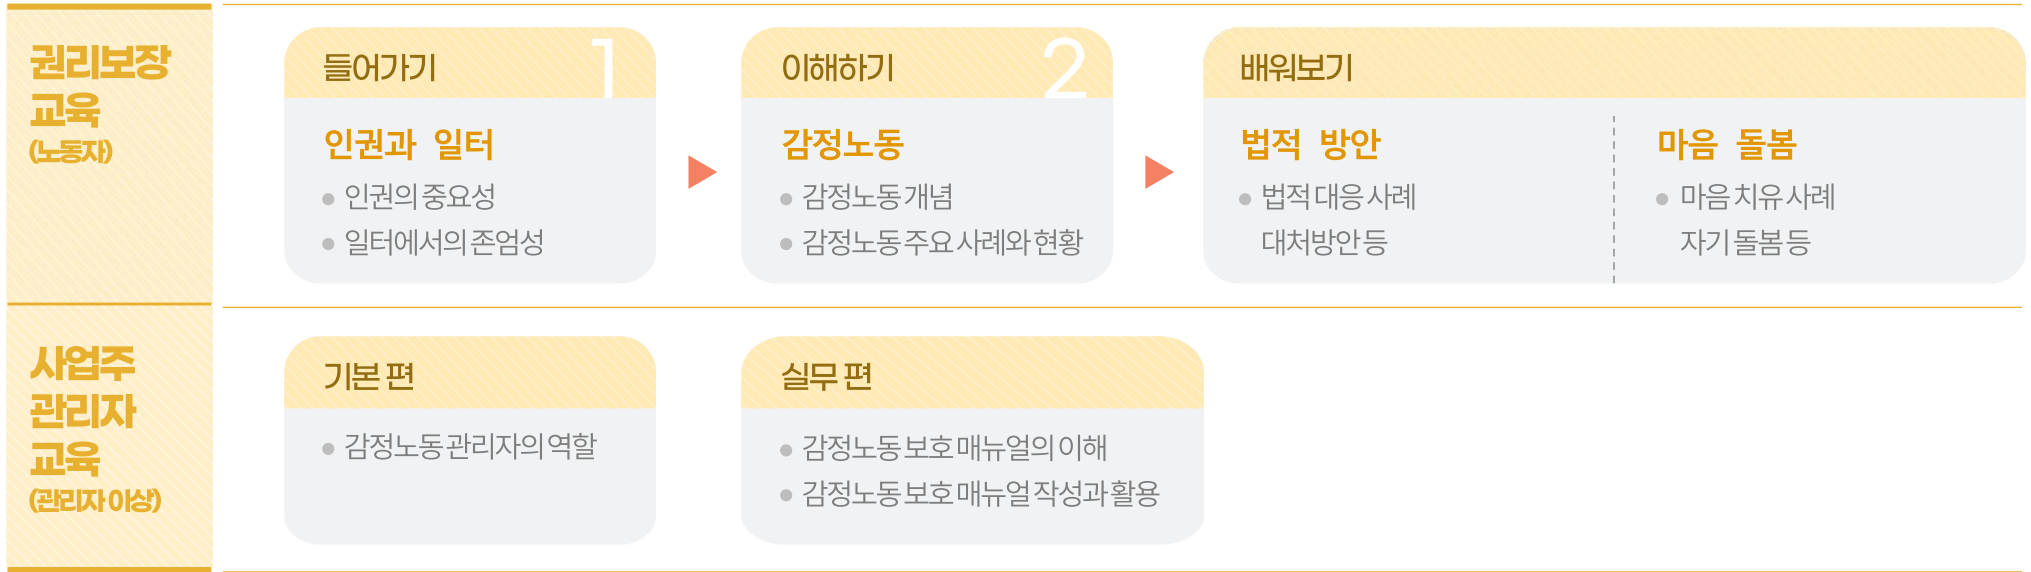 권리보장
교육
(노동자)
들어가기 1
인권과 일터
인권의 중요성
일터에서의 존엄성
이해하기 2
감정노동
감정노동 개념
감정노동 주요 사례와 현황
배워보기
법적 방안
법적 대응 사례
대처방안 등
마음 돌봄
마음 치유 사례
자기 돌봄 등
사업주
관리자
교육
(관리자 이상)
기본 편
감정노동 관리자의 역할
실무 편
감정노동 보호 매뉴얼의 이해
감정노동 보호 매뉴얼 작성과 활용